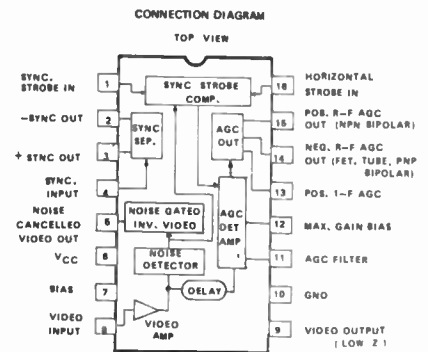 CONNECTION DIAGRAM
TOP VIEW
SYNC.
STROBE IN
1
SYNC STROBE
COMP.
16
HORIZONTAL
STROBE IN
-SYNC OUT
2
SYNC
SEP.
AGC
OUT
15
POS. R-F AGC
OUT (NPN BIPOLAR)
+ SYNC OUT
3
14
NEG. R-F AGC
OUT (FET, TUBE, PNP
BIPOLAR)
SYNC.
INPUT
4
13
POS. 1-F AGC
NOISE
CANCELLED
VIDEO OUT
5
NOISE GATED
INV. VIDEO
AGC
DET
AMP
12
MAX. GAIN BIAS
VCC
6
NOISE
DETECTOR
11
AGC FILTER
BIAS
7
DELAY
10
GND
VIDEO
INPUT
8
VIDEO
AMP
9
VIDEO OUTPUT
(LOW Z)